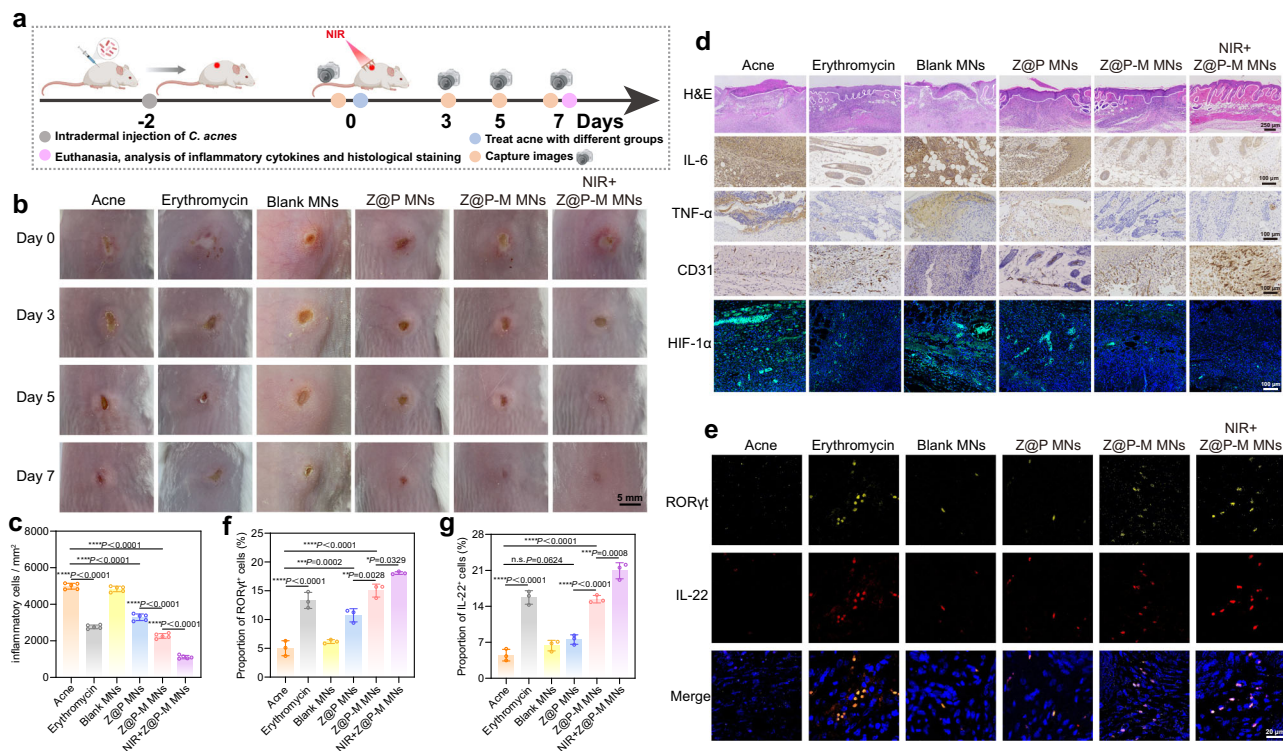 a
NIR
-2
0
3
5
7
Days
Intradermal injection of C. acnes
Treat acne with different groups
Euthanasia, analysis of inflammatory cytokines and histological staining
Capture images
b
Acne
Erythromycin
Blank MNs
Z@P MNs
Z@P-M MNs
NIR+
Z@P-M MNs
Day 0
Day 3
Day 5
Day 7
5 mm
c
inflammatory cells / mm²
8000
6000
4000
2000
0
****P<0.0001
****P<0.0001
****P<0.0001
****P<0.0001
****P<0.0001
Acne
Erythromycin
Blank MNs
Z@P MNs
Z@P-M MNs
NIR+Z@P-M MNs
f
Proportion of RORγt⁺ cells (%)
25
20
15
10
5
0
****P<0.0001
***P=0.0002
*P=0.0329
****P<0.0001
**P=0.0028
Acne
Erythromycin
Blank MNs
Z@P MNs
Z@P-M MNs
NIR+Z@P-M MNs
g
Proportion of IL-22⁺ cells (%)
28
21
14
7
0
****P<0.0001
***P=0.0008
n.s.P=0.0624
****P<0.0001
****P<0.0001
Acne
Erythromycin
Blank MNs
Z@P MNs
Z@P-M MNs
NIR+Z@P-M MNs
d
Acne
Erythromycin
Blank MNs
Z@P MNs
Z@P-M MNs
NIR+
Z@P-M MNs
H&E
250 μm
IL-6
100 μm
TNF-α
100 μm
CD31
100 μm
HIF-1α
100 μm
e
Acne
Erythromycin
Blank MNs
Z@P MNs
Z@P-M MNs
NIR+
Z@P-M MNs
RORγt
IL-22
Merge
20 μm